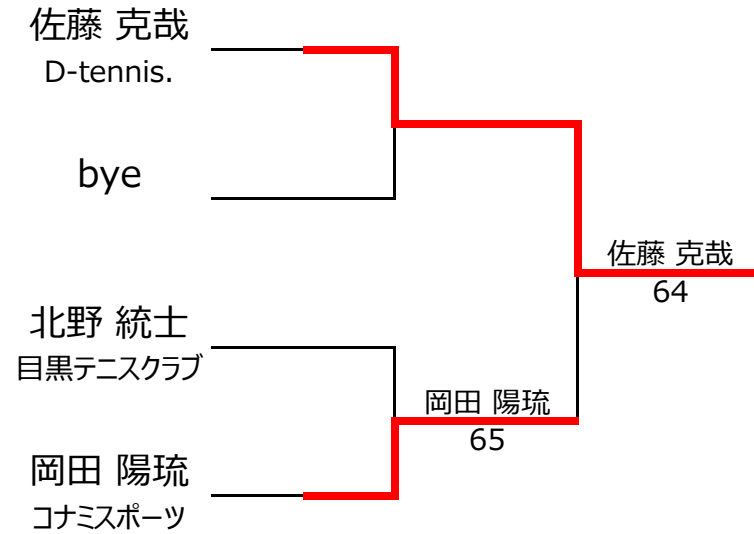 佐藤 克哉
D-tennis.
bye
佐藤 克哉
64
北野 統士
目黒テニスクラブ
岡田 陽琉
65
岡田 陽琉
コナミスポーツ